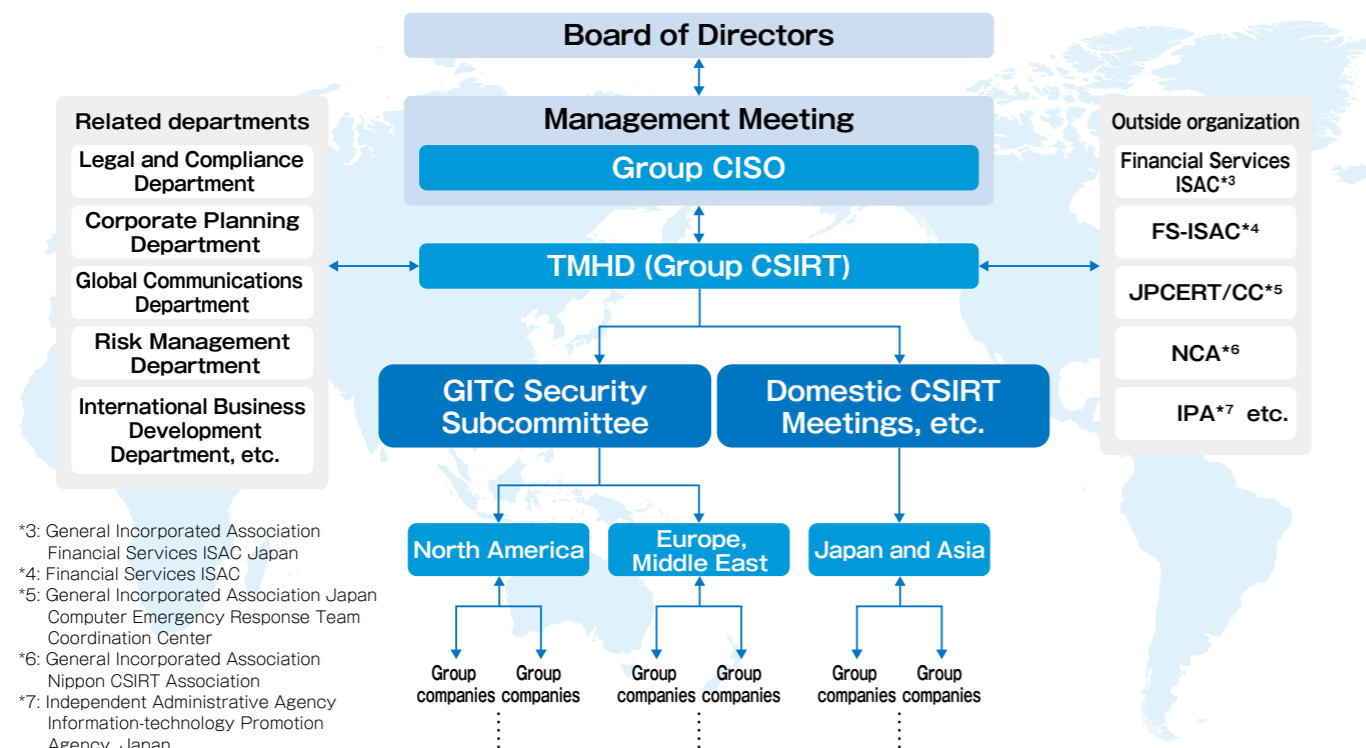 Board of Directors
Management Meeting
Group CISO
TMHD (Group CSIRT)
Related departments
Legal and Compliance
Department
Corporate Planning
Department
Global Communications
Department
Risk Management
Department
International Business
Development
Department, etc.
Outside organization
Financial Services
ISAC*3
FS-ISAC*4
JPCERT/CC*5
NCA*6
IPA*7 etc.
GITC Security
Subcommittee
Domestic CSIRT
Meetings, etc.
North America
Europe,
Middle East
Japan and Asia
Group
companies
Group
companies
Group
companies
Group
companies
Group
companies
Group
companies
*3: General Incorporated Association
Financial Services ISAC Japan
*4: Financial Services ISAC
*5: General Incorporated Association Japan
Computer Emergency Response Team
Coordination Center
*6: General Incorporated Association
Nippon CSIRT Association
*7: Independent Administrative Agency
Information-technology Promotion
Agency, Japan